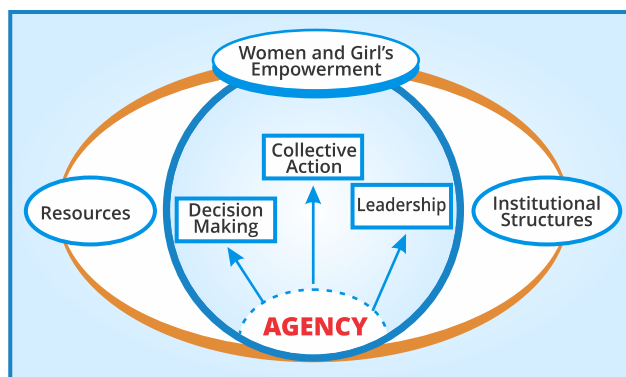 Women and Girl's
Empowerment
Collective
Action
Resources
Decision
Making
Leadership
Institutional
Structures
AGENCY